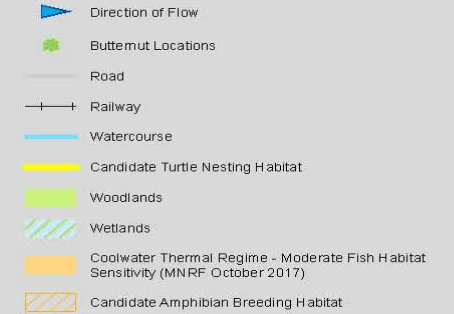 Direction of Flow
Butternut Locations
Road
Railway
Watercourse
Candidate Turtle Nesting Habitat
Woodlands
Wetlands
Coolwater Thermal Regime - Moderate Fish Habitat
Sensitivity (MNRF October 2017)
Candidate Amphibian Breeding Habitat